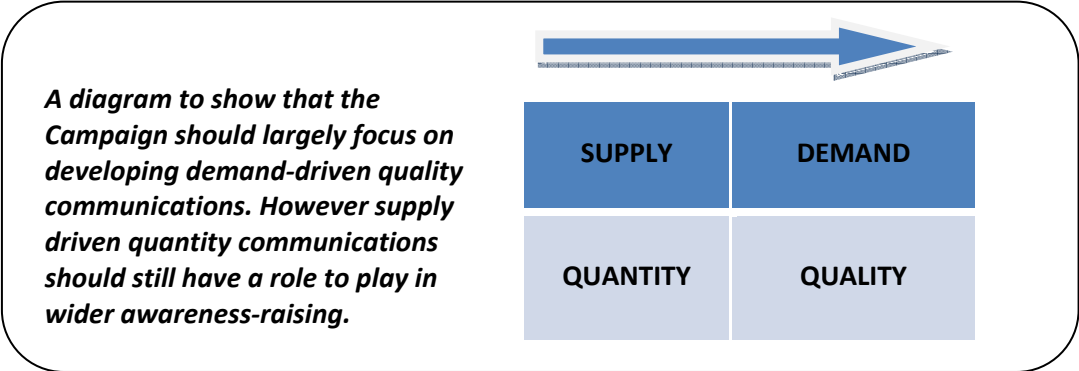 A diagram to show that the
Campaign should largely focus on
developing demand-driven quality
communications. However supply
driven quantity communications
should still have a role to play in
wider awareness-raising.
SUPPLY DEMAND
QUANTITY QUALITY